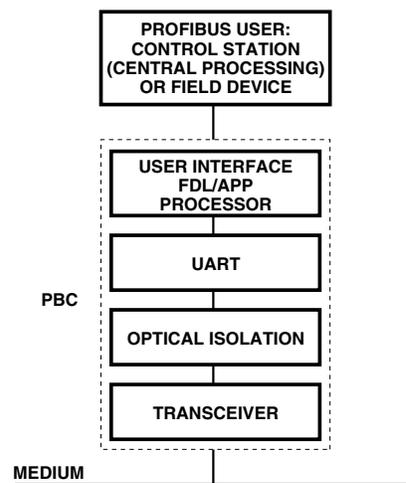 PROFIBUS USER:
CONTROL STATION
(CENTRAL PROCESSING)
OR FIELD DEVICE
USER INTERFACE
FDL/APP
PROCESSOR
UART
PBC
OPTICAL ISOLATION
TRANSCEIVER
MEDIUM